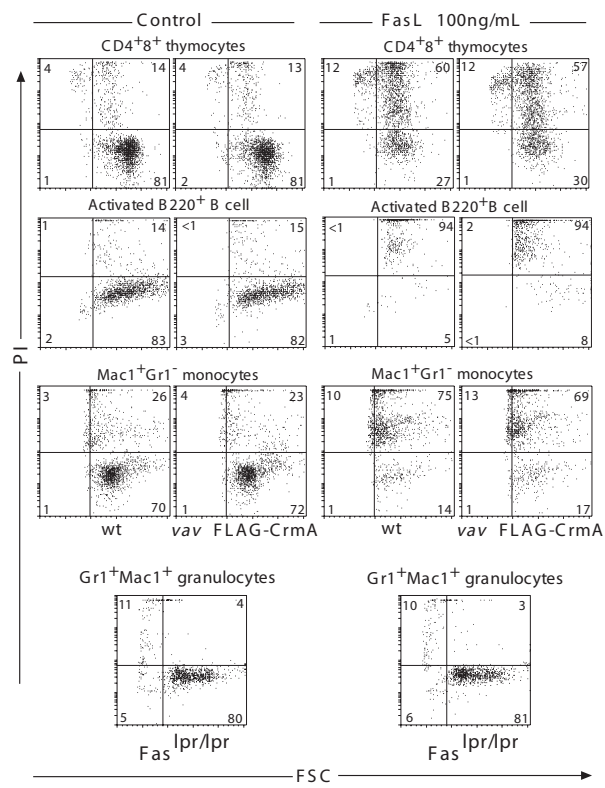 Control FasL 100ng/mL
CD4+8+ thymocytes CD4+8+ thymocytes
4 14 4 13 12 60 12 57
1 81 2 81 1 27 1 30
Activated B220+ B cell Activated B220+B cell
1 14 <1 15 <1 94 2 94
2 83 3 82 1 5 <1 8
Mac1+Gr1- monocytes Mac1+Gr1- monocytes
3 26 4 23 10 75 13 69
1 70 1 72 1 14 1 17
wt vav FLAG-CrmA wt vav FLAG-CrmA
Gr1+Mac1+ granulocytes Gr1+Mac1+ granulocytes
11 4 10 3
5 80 6 81
Fas lpr/lpr Fas lpr/lpr
PI
FSC